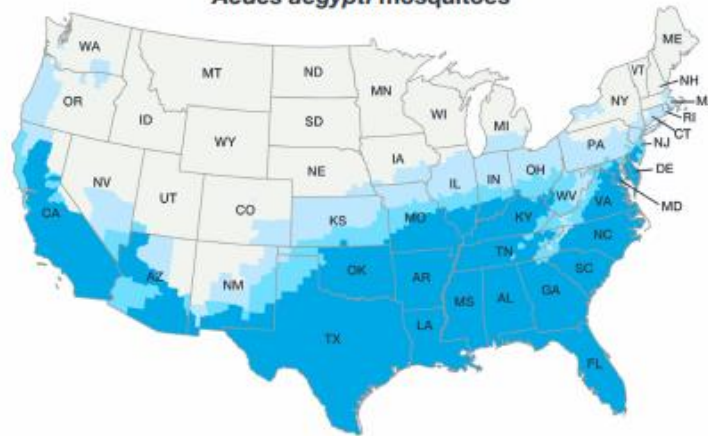 Aedes aegypti mosquitoes
WA
MT
ND
MN
ME
VT
NH
OR
ID
SD
WI
MI
NY
M
RI
CT
WY
NE
IA
PA
NJ
NV
UT
CO
KS
IL
IN
OH
WV
DE
MD
CA
MO
KY
VA
AZ
NM
OK
AR
TN
NC
SC
TX
LA
MS
AL
GA
FL